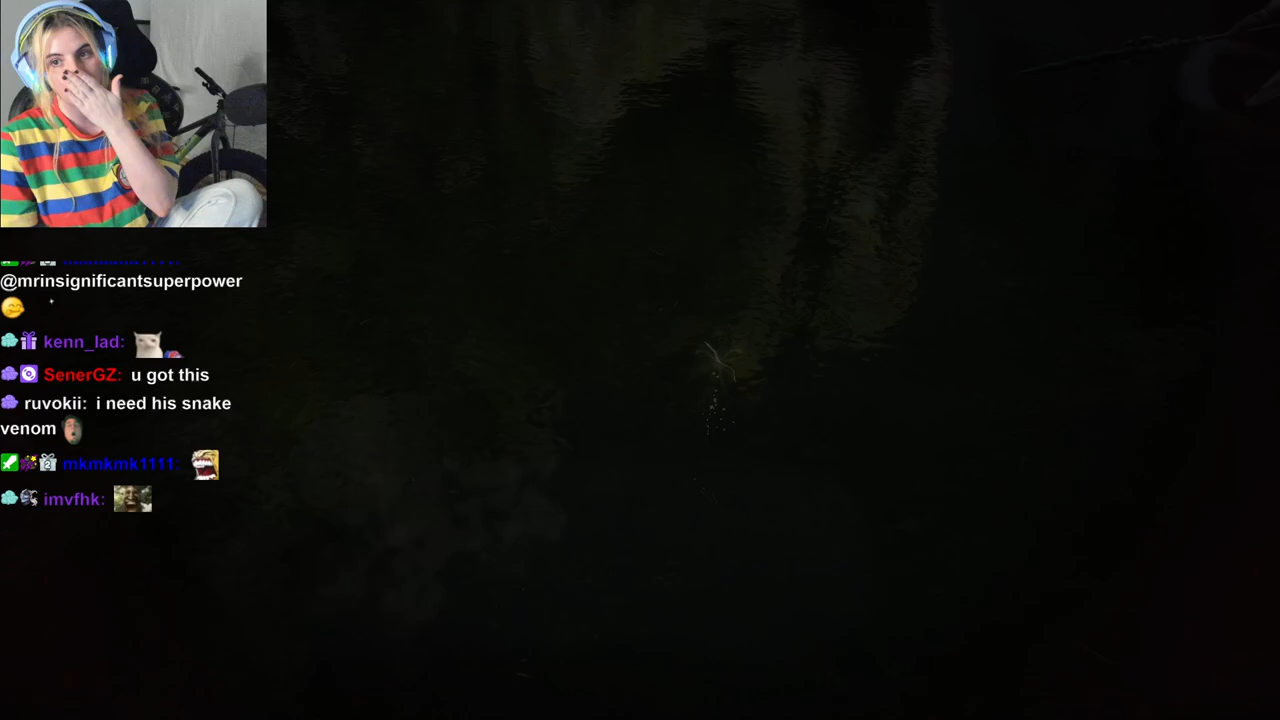 @mrinsignificantsuperpower
kenn_lad:
SenerGZ: u got this
ruvokii: i need his snake
venom
mkmkmk1111:
imvfhk: